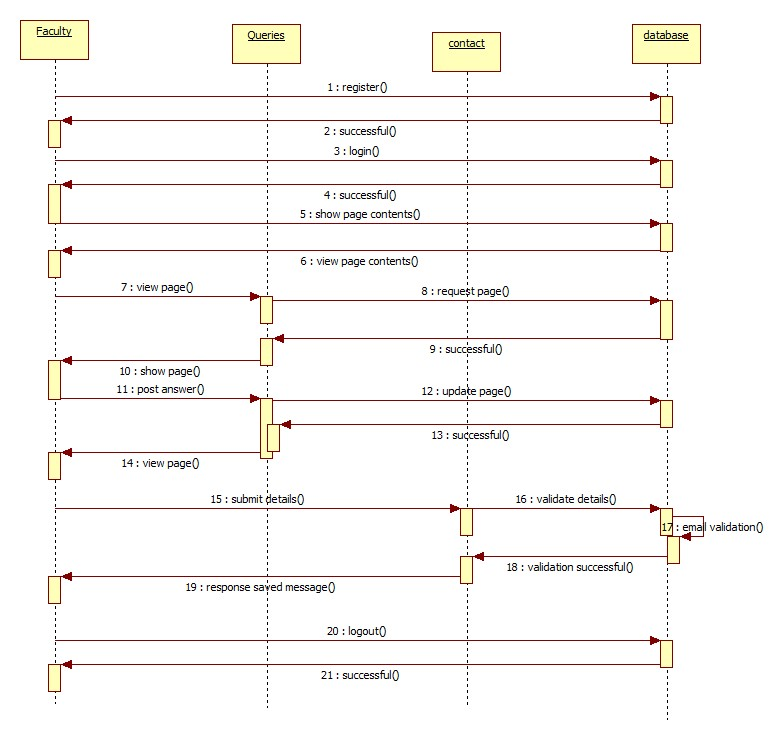 Faculty
Queries
contact
database
1 : register()
2 : successful()
3 : login()
4 : successful()
5 : show page contents()
6 : view page contents()
7 : view page()
8 : request page()
9 : successful()
10 : show page()
11 : post answer()
12 : update page()
13 : successful()
14 : view page()
15 : submit details()
16 : validate details()
17 : email validation()
18 : validation successful()
19 : response saved message()
20 : logout()
21 : successful()